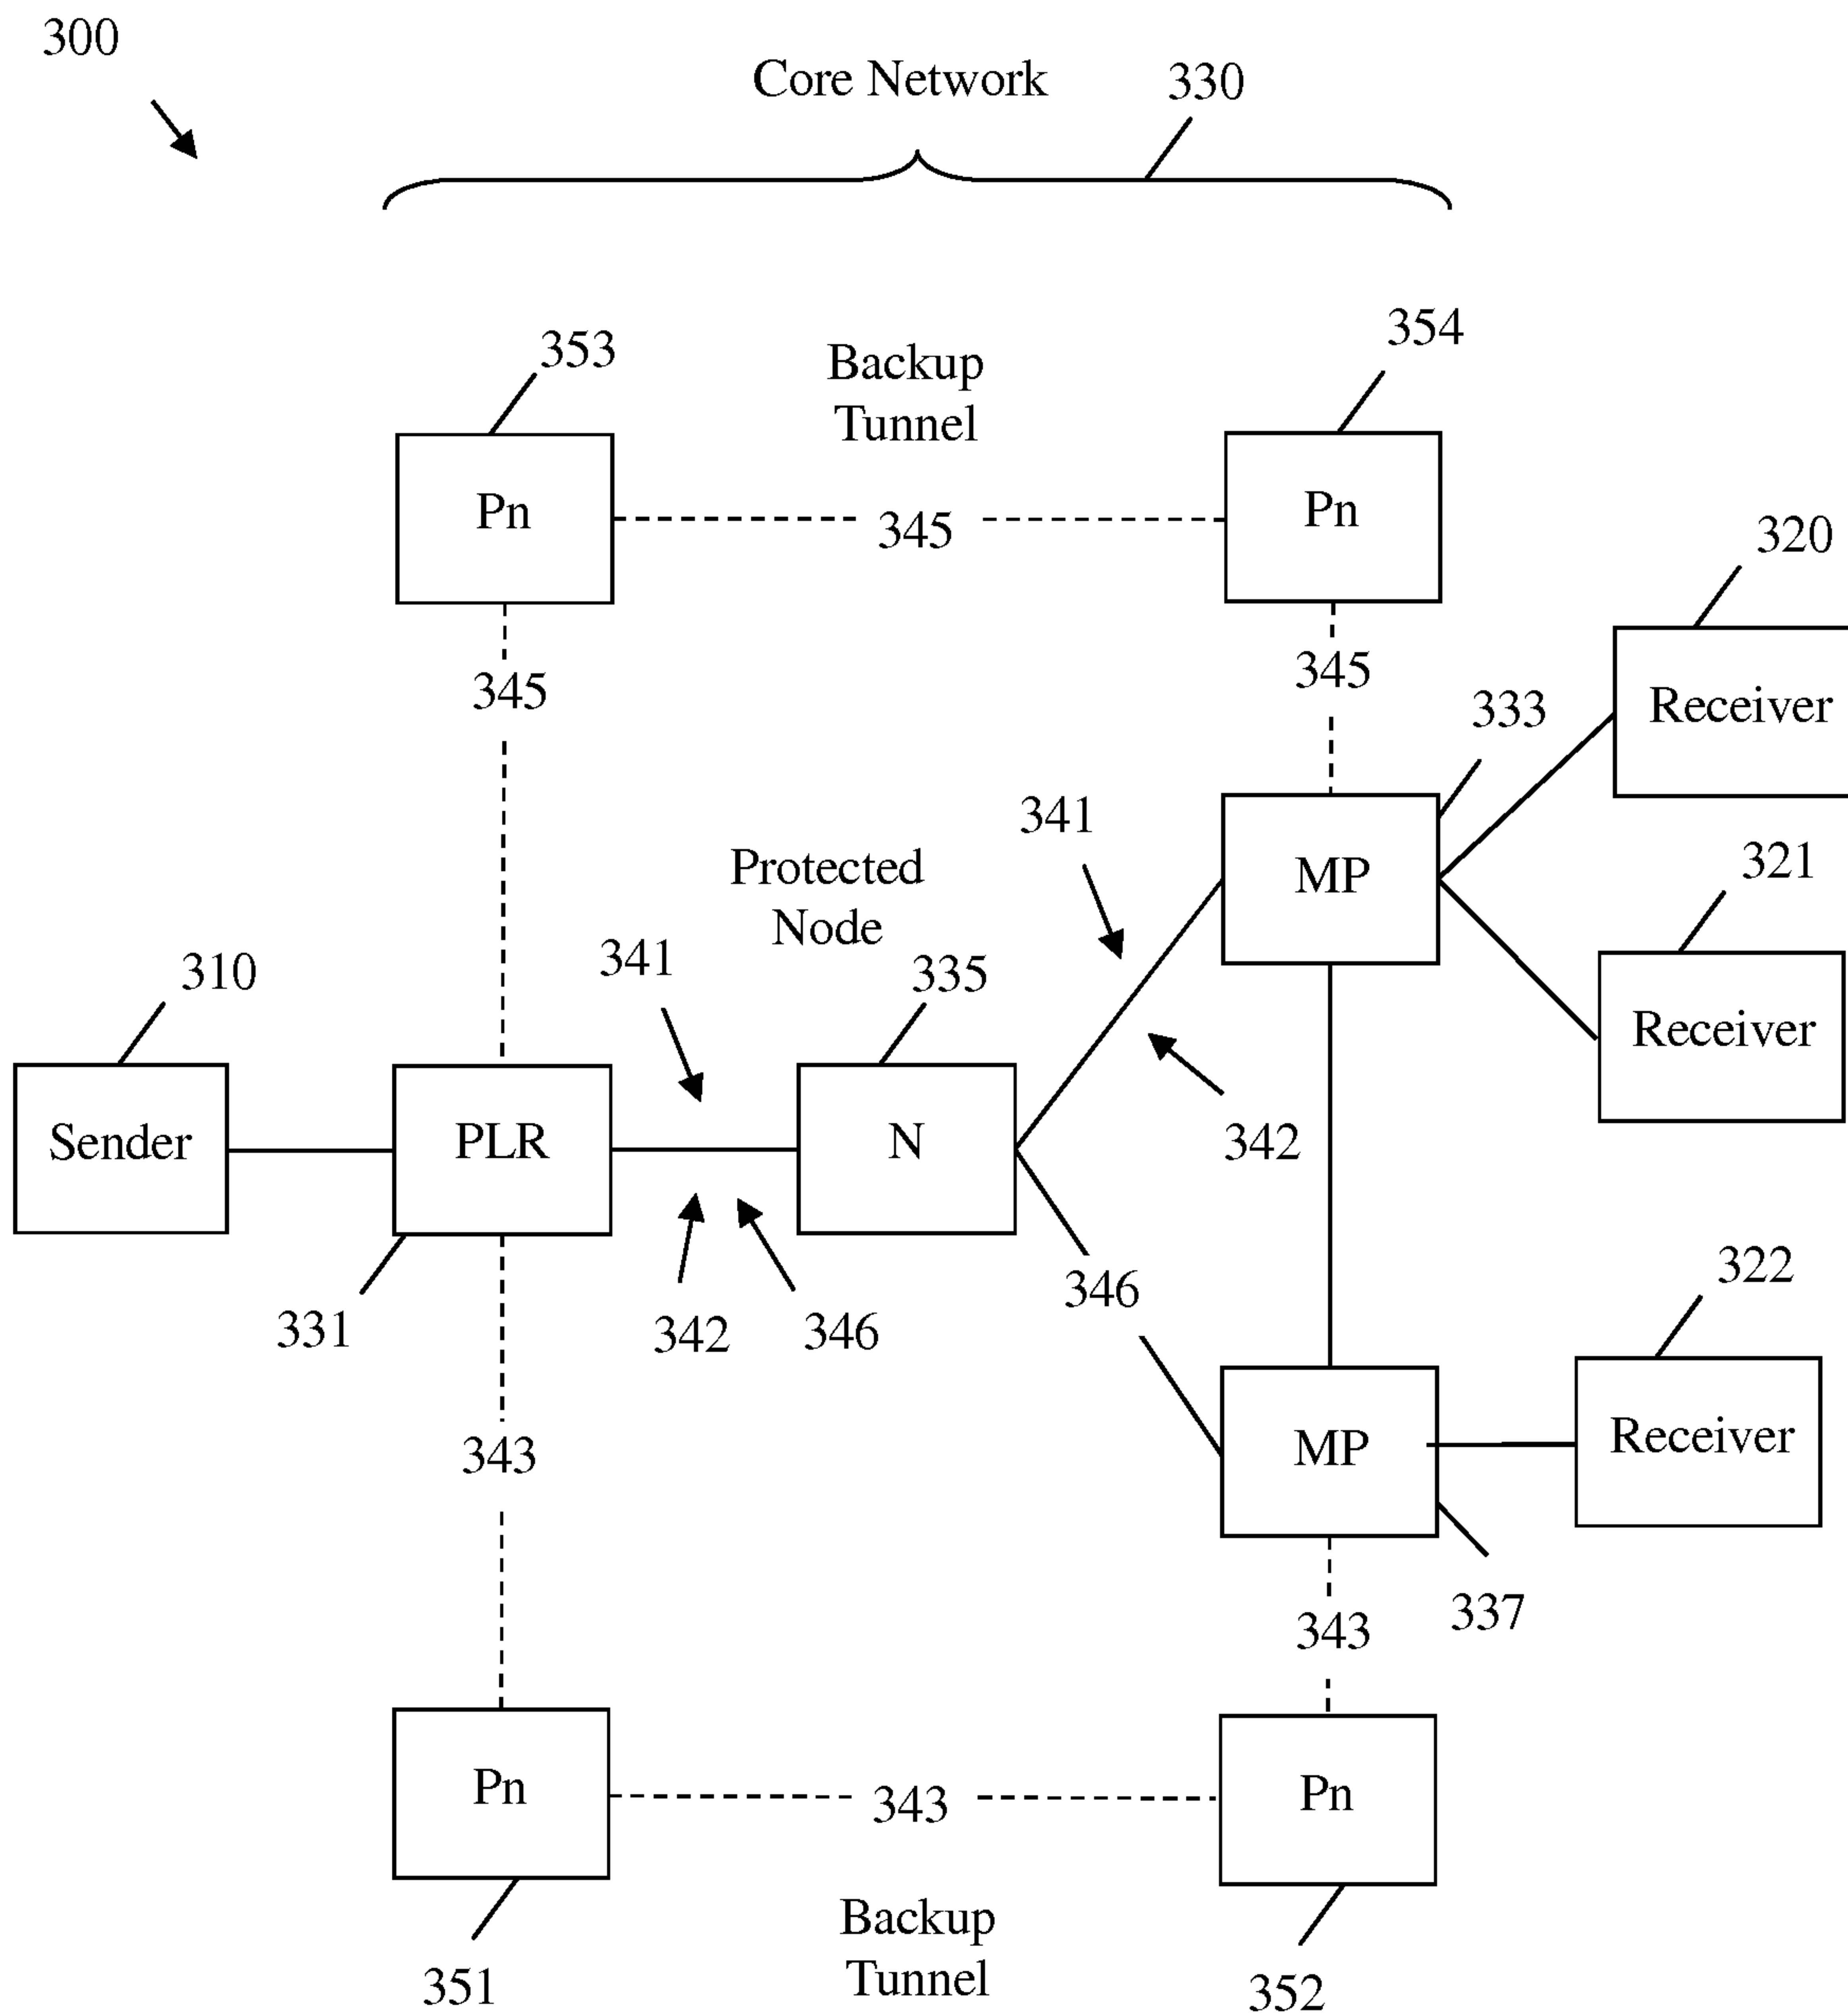 300
Core Network
330
353
Backup
Tunnel
354
Pn
345
Pn
320
345
345
333
Receiver
341
MP
321
Protected
Node
341
310
335
Receiver
Sender
PLR
N
342
322
346
331
342
346
Receiver
343
MP
337
343
Pn
343
Pn
Backup
Tunnel
351
352